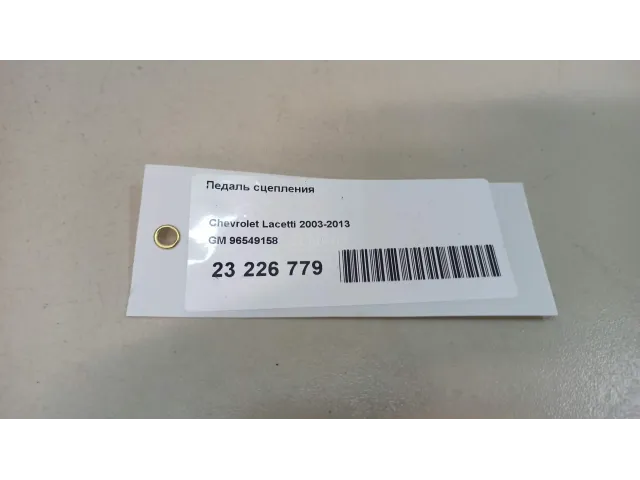 Педаль сцепления
Chevrolet Lacetti 2003-2013
GM 96549158
23 226 779